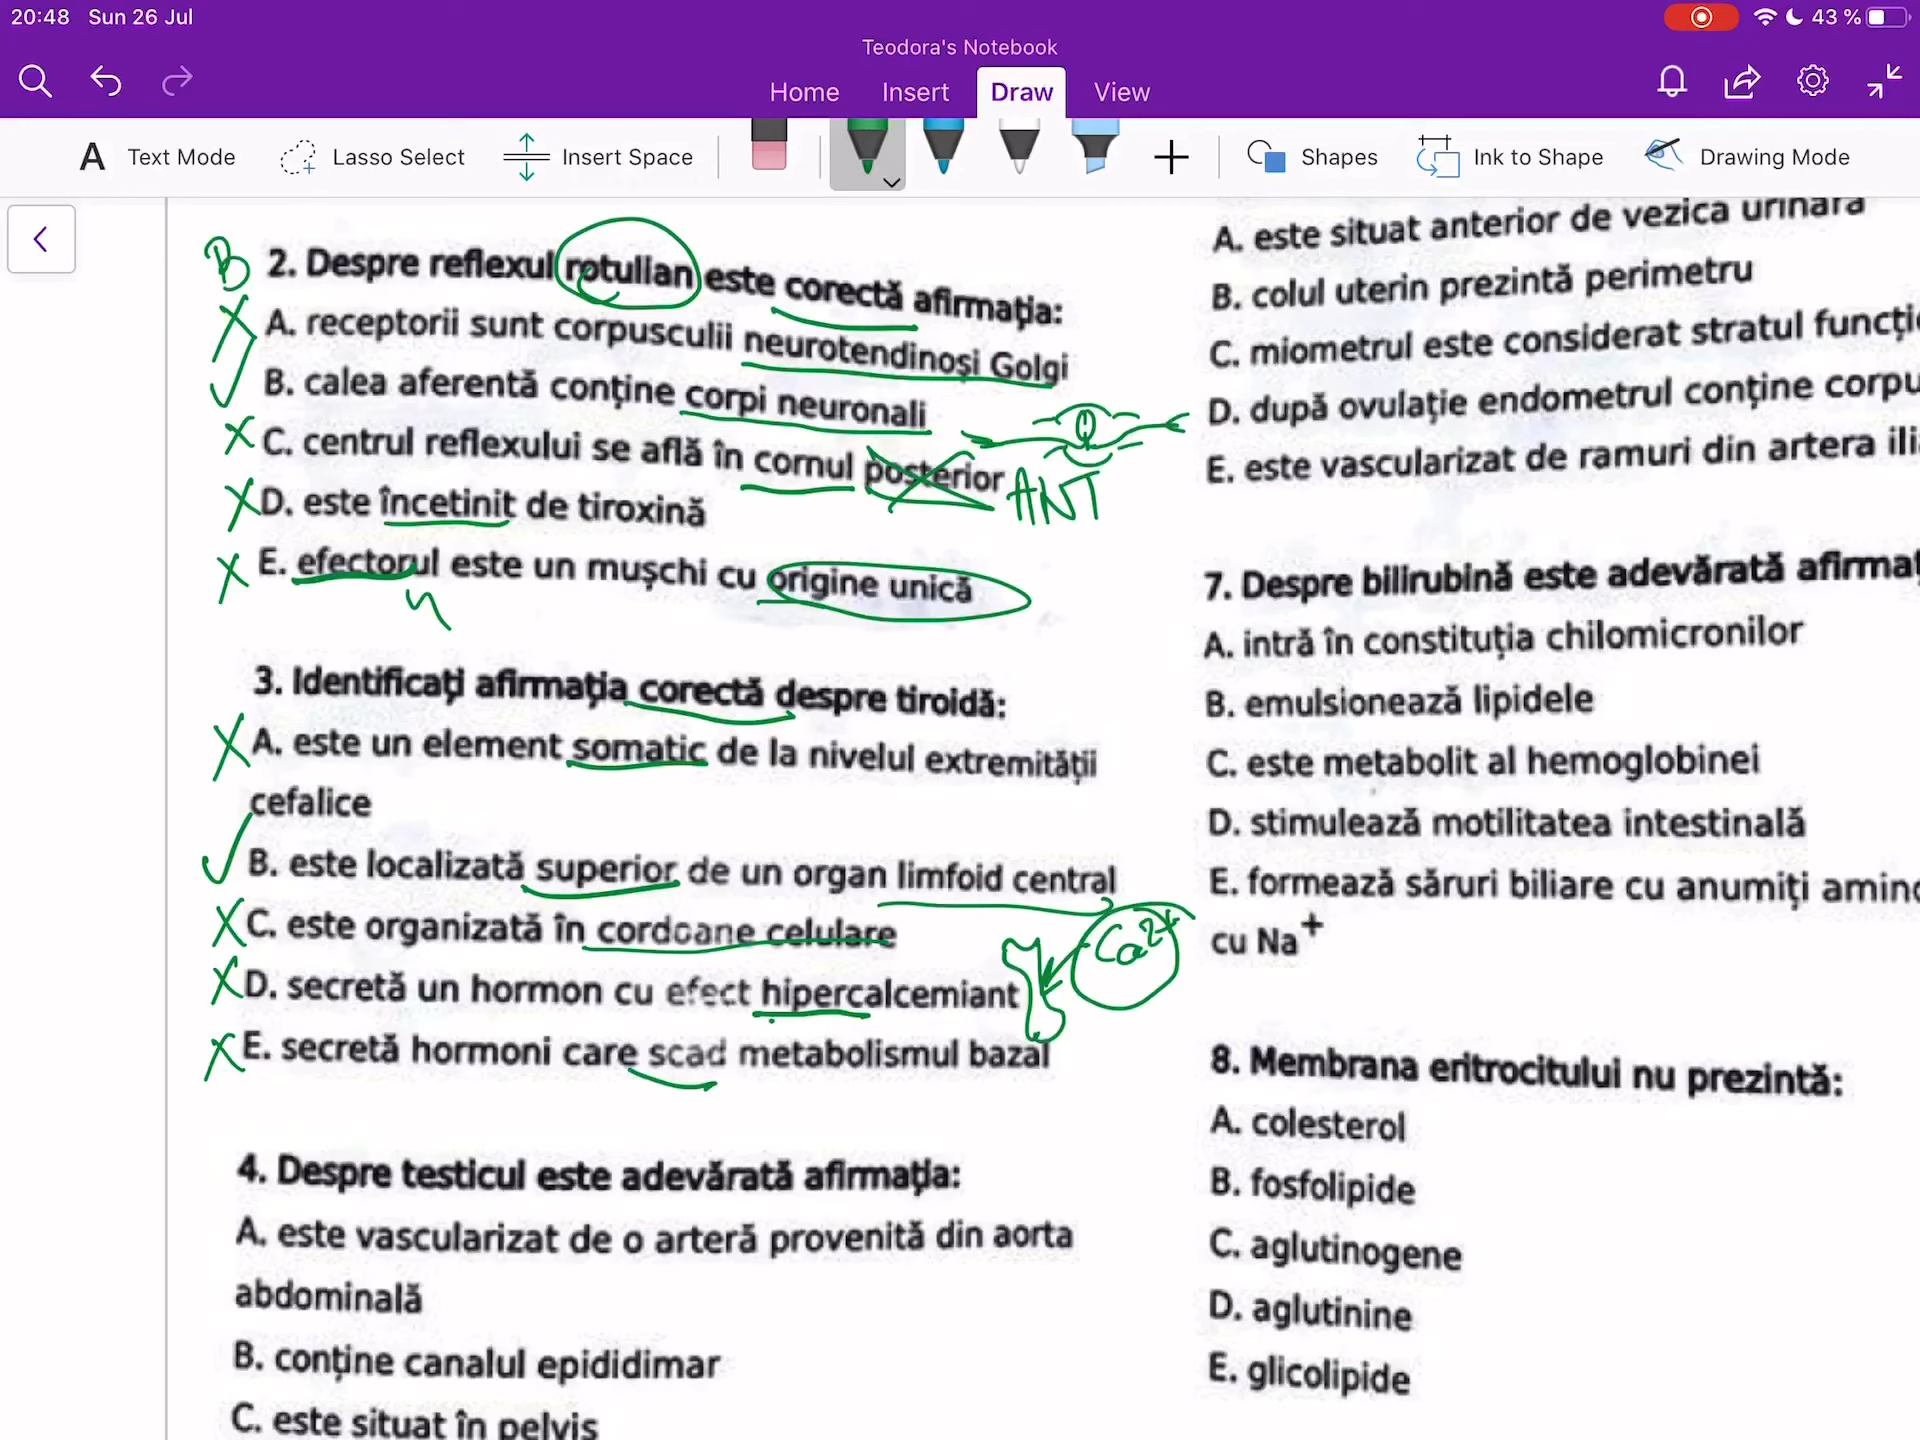 20:48 Sun 26 Jul
43 %
Teodora's Notebook
Home Insert Draw View
A Text Mode Lasso Select Insert Space Shapes Ink to Shape Drawing Mode
B 2. Despre reflexul rotulian este corectă afirmația:
A. receptorii sunt corpusculii neurotendinoși Golgi
B. calea aferentă conține corpi neuronali
C. centrul reflexului se află în cornul posterior ANT
D. este încetinit de tiroxină
E. efectorul este un mușchi cu origine unică
4
3. Identificați afirmația corectă despre tiroidă:
A. este un element somatic de la nivelul extremității
cefalice
B. este localizată superior de un organ limfoid central
C. este organizată în cordoane celulare
Ca2+
D. secretă un hormon cu efect hipercalcemiant
E. secretă hormoni care scad metabolismul bazal
4. Despre testicul este adevărată afirmația:
A. este vascularizat de o arteră provenită din aorta
abdominală
B. conține canalul epididimar
C. este situat în pelvis
A. este situat anterior de vezica urinară
B. colul uterin prezintă perimetru
C. miometrul este considerat stratul
D. după ovulație endometrul conține
E. este vascularizat de ramuri din artera
7. Despre bilirubină este adevărată
A. intră în constituția chilomicronilor
B. emulsionează lipidele
C. este metabolit al hemoglobinei
D. stimulează motilitatea intestinală
E. formează săruri biliare cu anumiți
cu Na+
8. Membrana eritrocitului nu prezintă:
A. colesterol
B. fosfolipide
C. aglutinogene
D. aglutinine
E. glicolipide